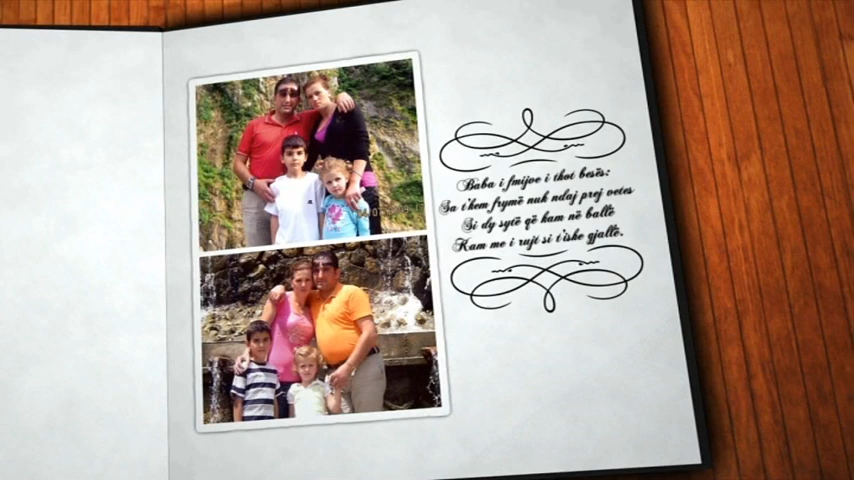 Baba i fmijve i thot besës:
Sa t'kem frymë nuk ndaj prej vetes
Si dy sytë që kam në ballë
Kam me i rujt si t'ishe gjallë.